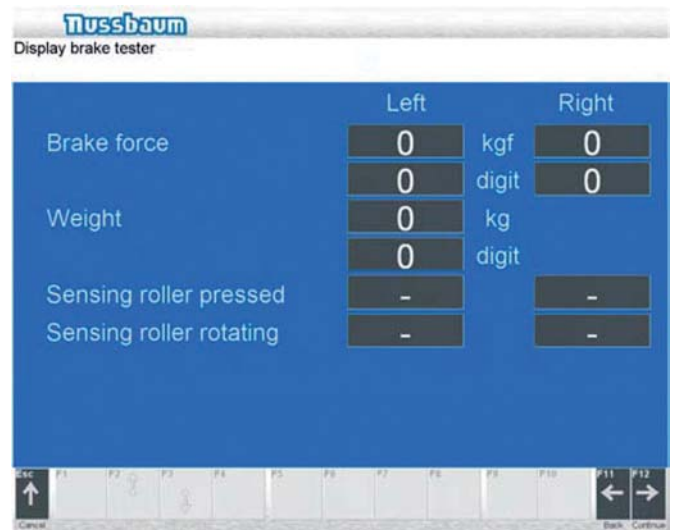 nussbaum
Display brake tester
Left Right
Brake force 0 kgf 0
0 digit 0
Weight 0 kg
0 digit
Sensing roller pressed - -
Sensing roller rotating - -
Esc F1 F2 F3 F4 F5 F6 F7 F8 F9 F10 F11 F12
Cancel Back Continue